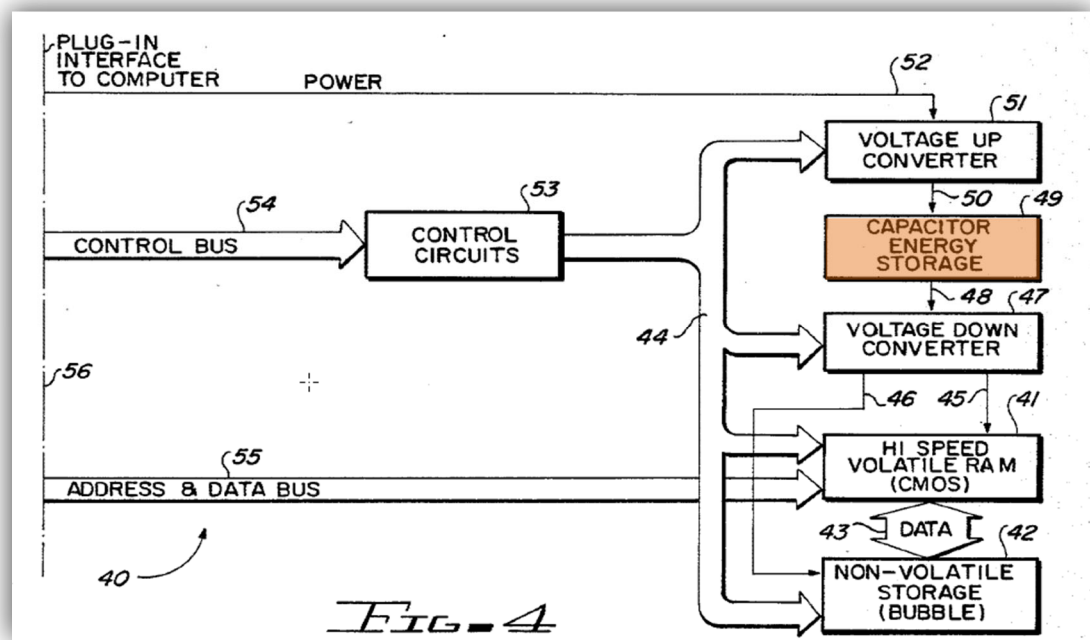 PLUG-IN
INTERFACE
TO COMPUTER
POWER
52
51
VOLTAGE UP
CONVERTER
50
49
CAPACITOR
ENERGY
STORAGE
54
CONTROL BUS
53
CONTROL
CIRCUITS
48
47
VOLTAGE DOWN
CONVERTER
44
56
46
45
41
HI SPEED
VOLATILE RAM
(CMOS)
55
ADDRESS & DATA BUS
43
DATA
42
NON-VOLATILE
STORAGE
(BUBBLE)
40
FIG-4